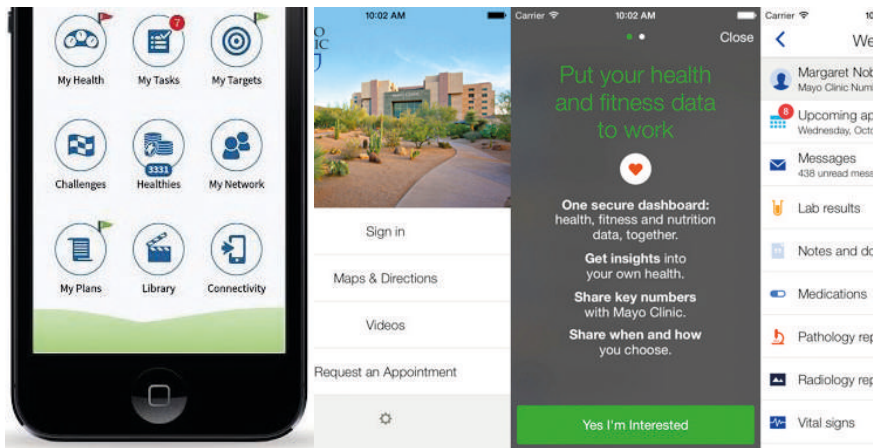 7
My Health
My Tasks
My Targets
Challenges
3331
Healthies
My Network
My Plans
Library
Connectivity
10:02 AM
Sign in
Maps & Directions
Videos
Request an Appointment
Carrier
10:02 AM
Close
Put your health
and fitness data
to work
One secure dashboard:
health, fitness and nutrition
data, together.
Get insights into
your own health.
Share key numbers
with Mayo Clinic.
Share when and how
you choose.
Yes I'm Interested
Carrier
10
We
Margaret Nob
Mayo Clinic Numb
8
Upcoming ap
Wednesday, Octo
Messages
438 unread mess
Lab results
Notes and do
Medications
Pathology rep
Radiology rep
Vital signs